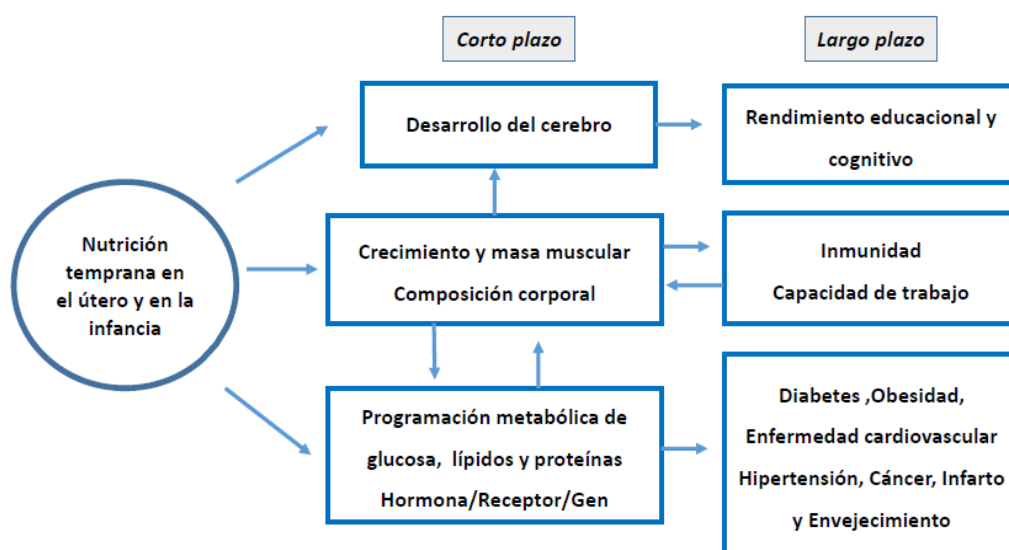 Corto plazo
Largo plazo
Nutrición
temprana en
el útero y en la
infancia
Desarrollo del cerebro
Rendimiento educacional y
cognitivo
Crecimiento y masa muscular
Composición corporal
Inmunidad
Capacidad de trabajo
Programación metabólica de
glucosa, lípidos y proteínas
Hormona/Receptor/Gen
Diabetes ,Obesidad,
Enfermedad cardiovascular
Hipertensión, Cáncer, Infarto
y Envejecimiento